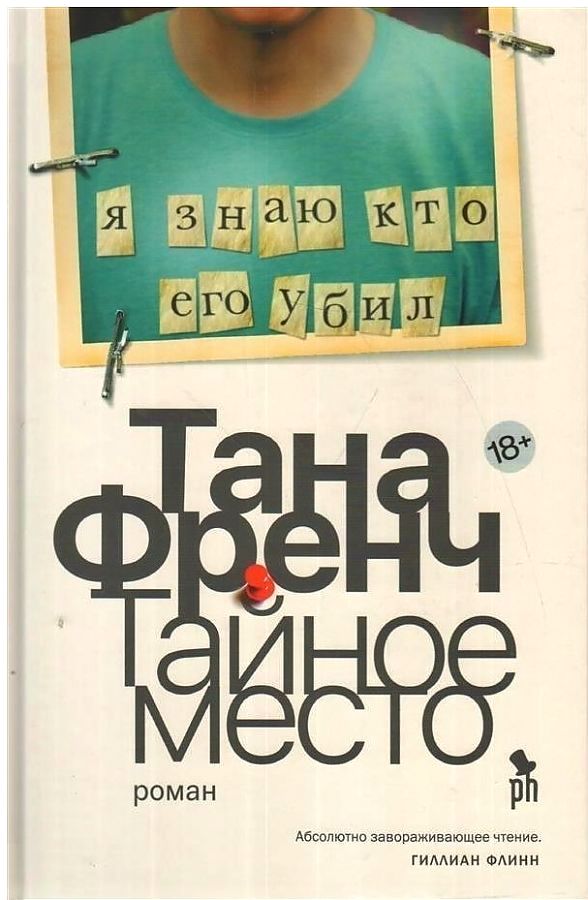 я знаю кто
его убил
Тана
Френч
18+
Тайное
место
роман
ph
Абсолютно завораживающее чтение.
ГИЛЛИАН ФЛИНН